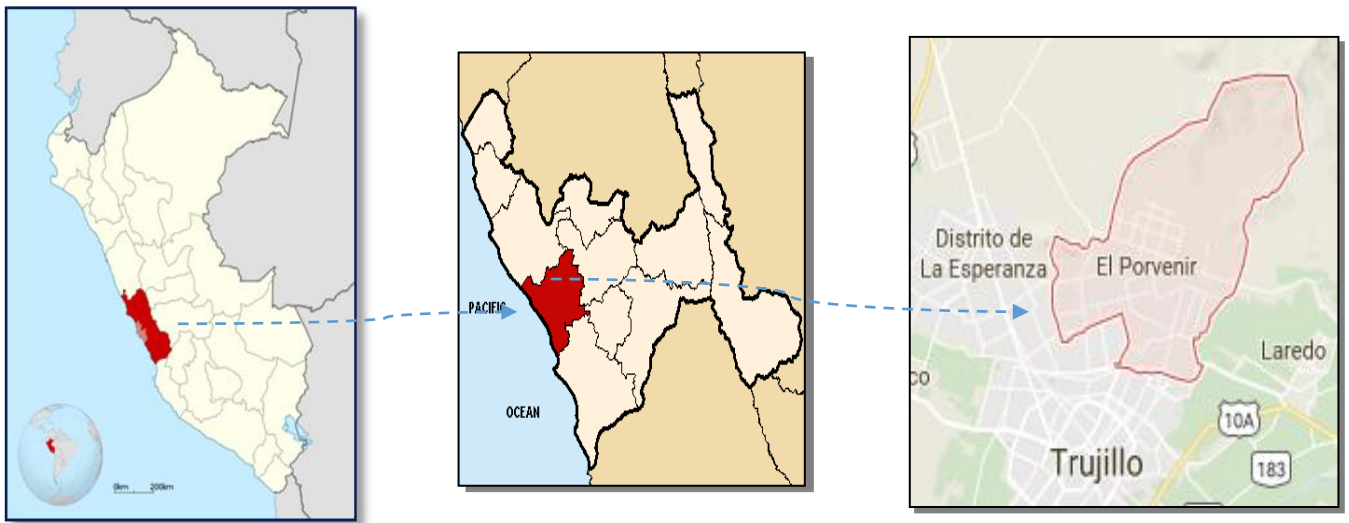 0km 200km
PACIFIC
OCEAN
Distrito de
La Esperanza
El Porvenir
Laredo
co
10A
Trujillo
183